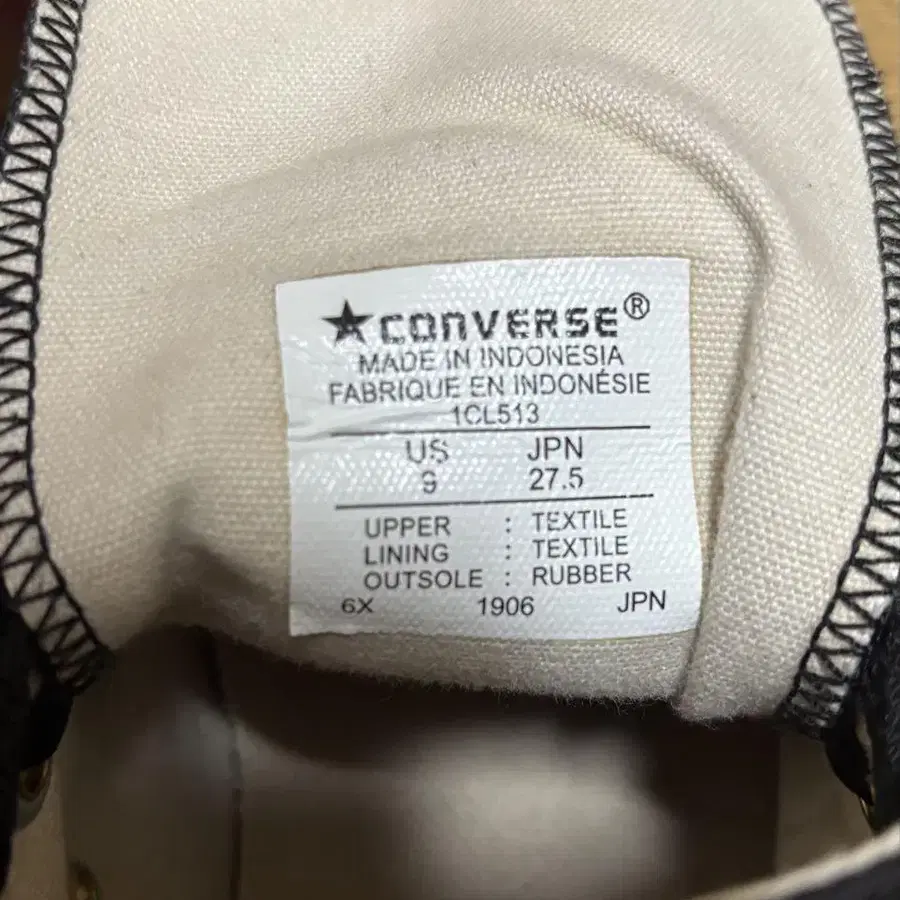 ★CONVERSE®
MADE IN INDONESIA
FABRIQUE EN INDONÉSIE
1CL513
US JPN
9 27.5
UPPER : TEXTILE
LINING : TEXTILE
OUTSOLE : RUBBER
6X 1906 JPN